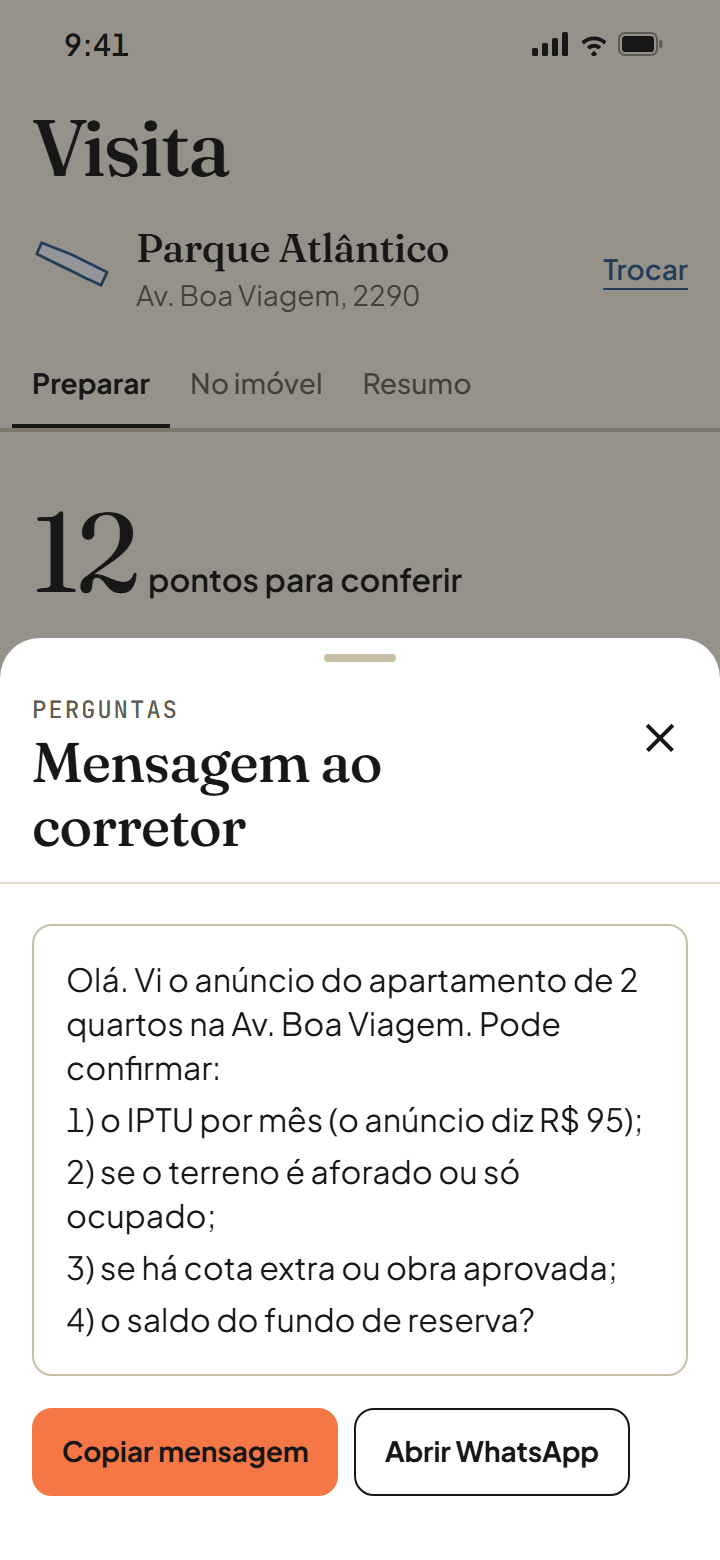 9:41
Visita
Parque Atlântico
Av. Boa Viagem, 2290
Trocar
Preparar
No imóvel
Resumo
12 pontos para conferir
PERGUNTAS
Mensagem ao
corretor
Olá. Vi o anúncio do apartamento de 2
quartos na Av. Boa Viagem. Pode
confirmar:
1) o IPTU por mês (o anúncio diz R$ 95);
2) se o terreno é aforado ou só
ocupado;
3) se há cota extra ou obra aprovada;
4) o saldo do fundo de reserva?
Copiar mensagem
Abrir WhatsApp